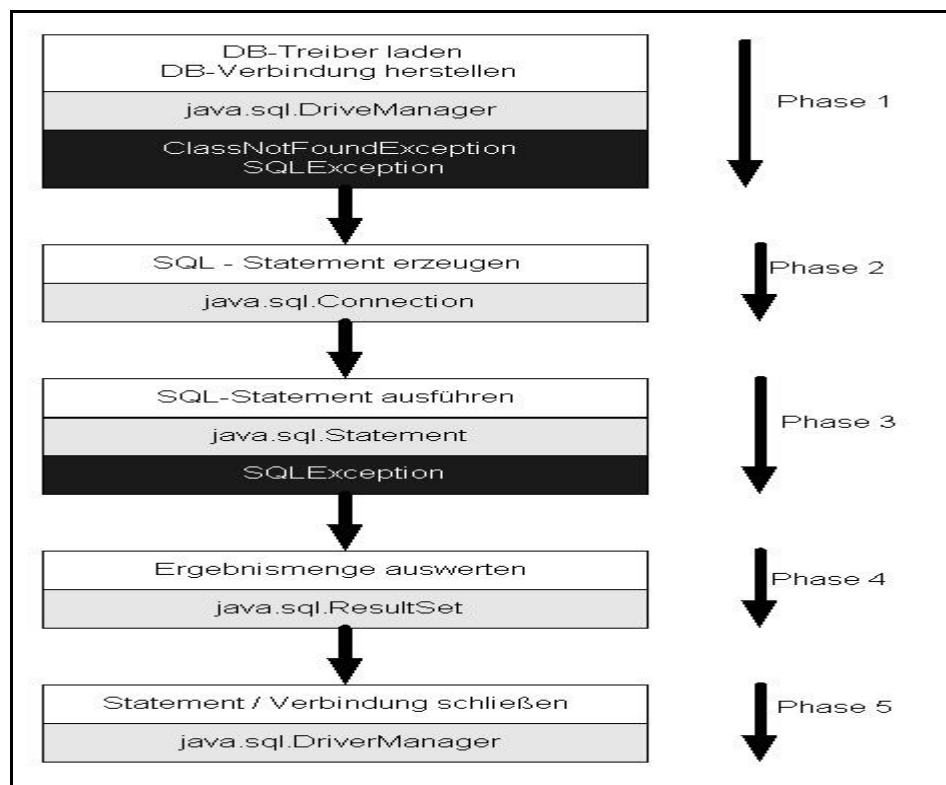 DB-Treiber laden
DB-Verbindung herstellen
java.sql.DriveManager
ClassNotFoundException
SQLException
Phase 1
SQL - Statement erzeugen
java.sql.Connection
Phase 2
SQL-Statement ausführen
java.sql.Statement
SQLException
Phase 3
Ergebnismenge auswerten
java.sql.ResultSet
Phase 4
Statement / Verbindung schließen
java.sql.DriverManager
Phase 5